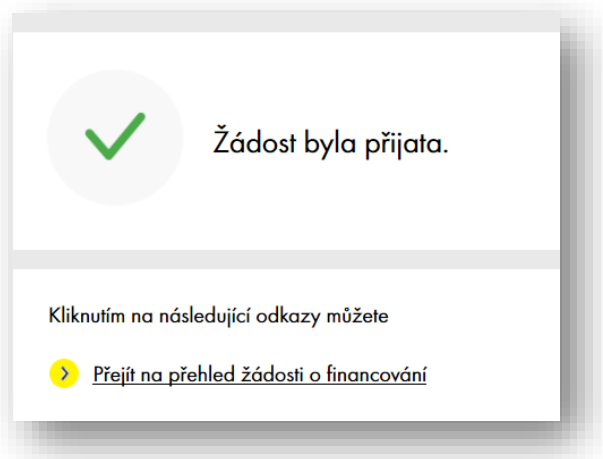 Žádost byla přijata.
Kliknutím na následující odkazy můžete
Přejít na přehled žádosti o financování